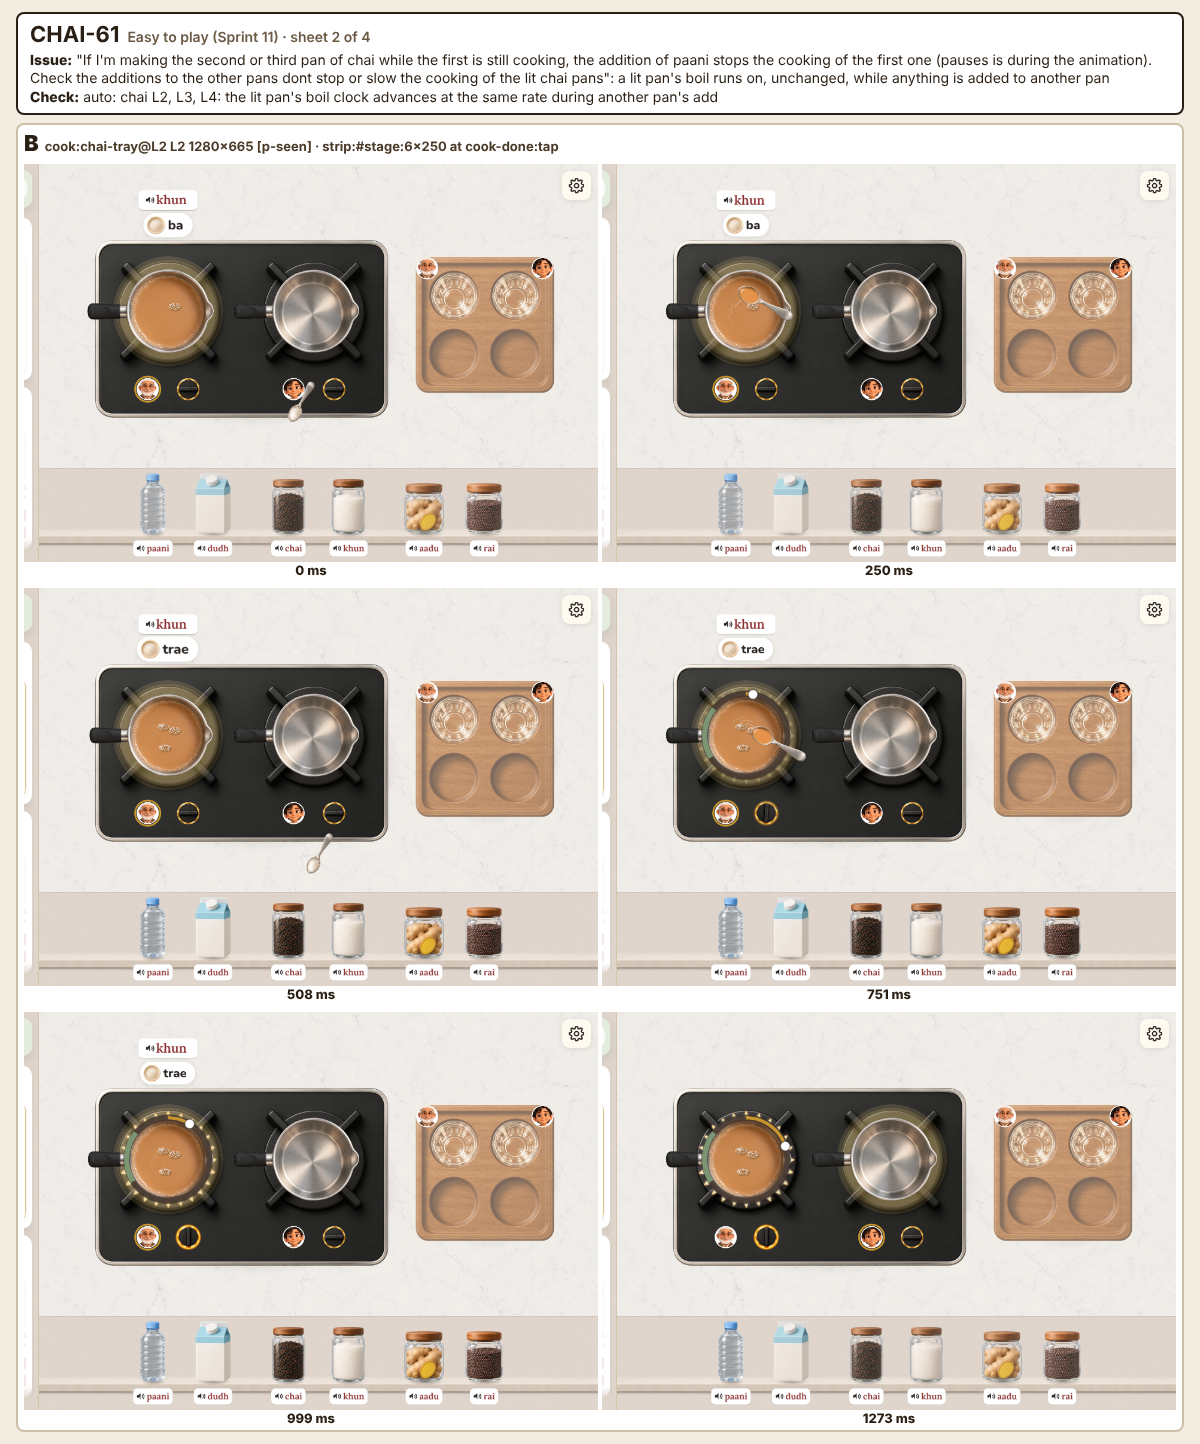 CHAI-61 Easy to play (Sprint 11) · sheet 2 of 4
Issue: "If I'm making the second or third pan of chai while the first is still cooking, the addition of paani stops the cooking of the first one (pauses is during the animation).
Check the additions to the other pans dont stop or slow the cooking of the lit chai pans": a lit pan's boil runs on, unchanged, while anything is added to another pan
Check: auto: chai L2, L3, L4: the lit pan's boil clock advances at the same rate during another pan's add
B cook:chai-tray@L2 L2 1280×665 [p-seen] · strip:#stage:6×250 at cook-done:tap
khun
ba
paani dudh chai khun aadu rai
0 ms
khun
ba
paani dudh chai khun aadu rai
250 ms
khun
trae
paani dudh chai khun aadu rai
508 ms
khun
trae
paani dudh chai khun aadu rai
751 ms
khun
trae
paani dudh chai khun aadu rai
999 ms
paani dudh chai khun aadu rai
1273 ms